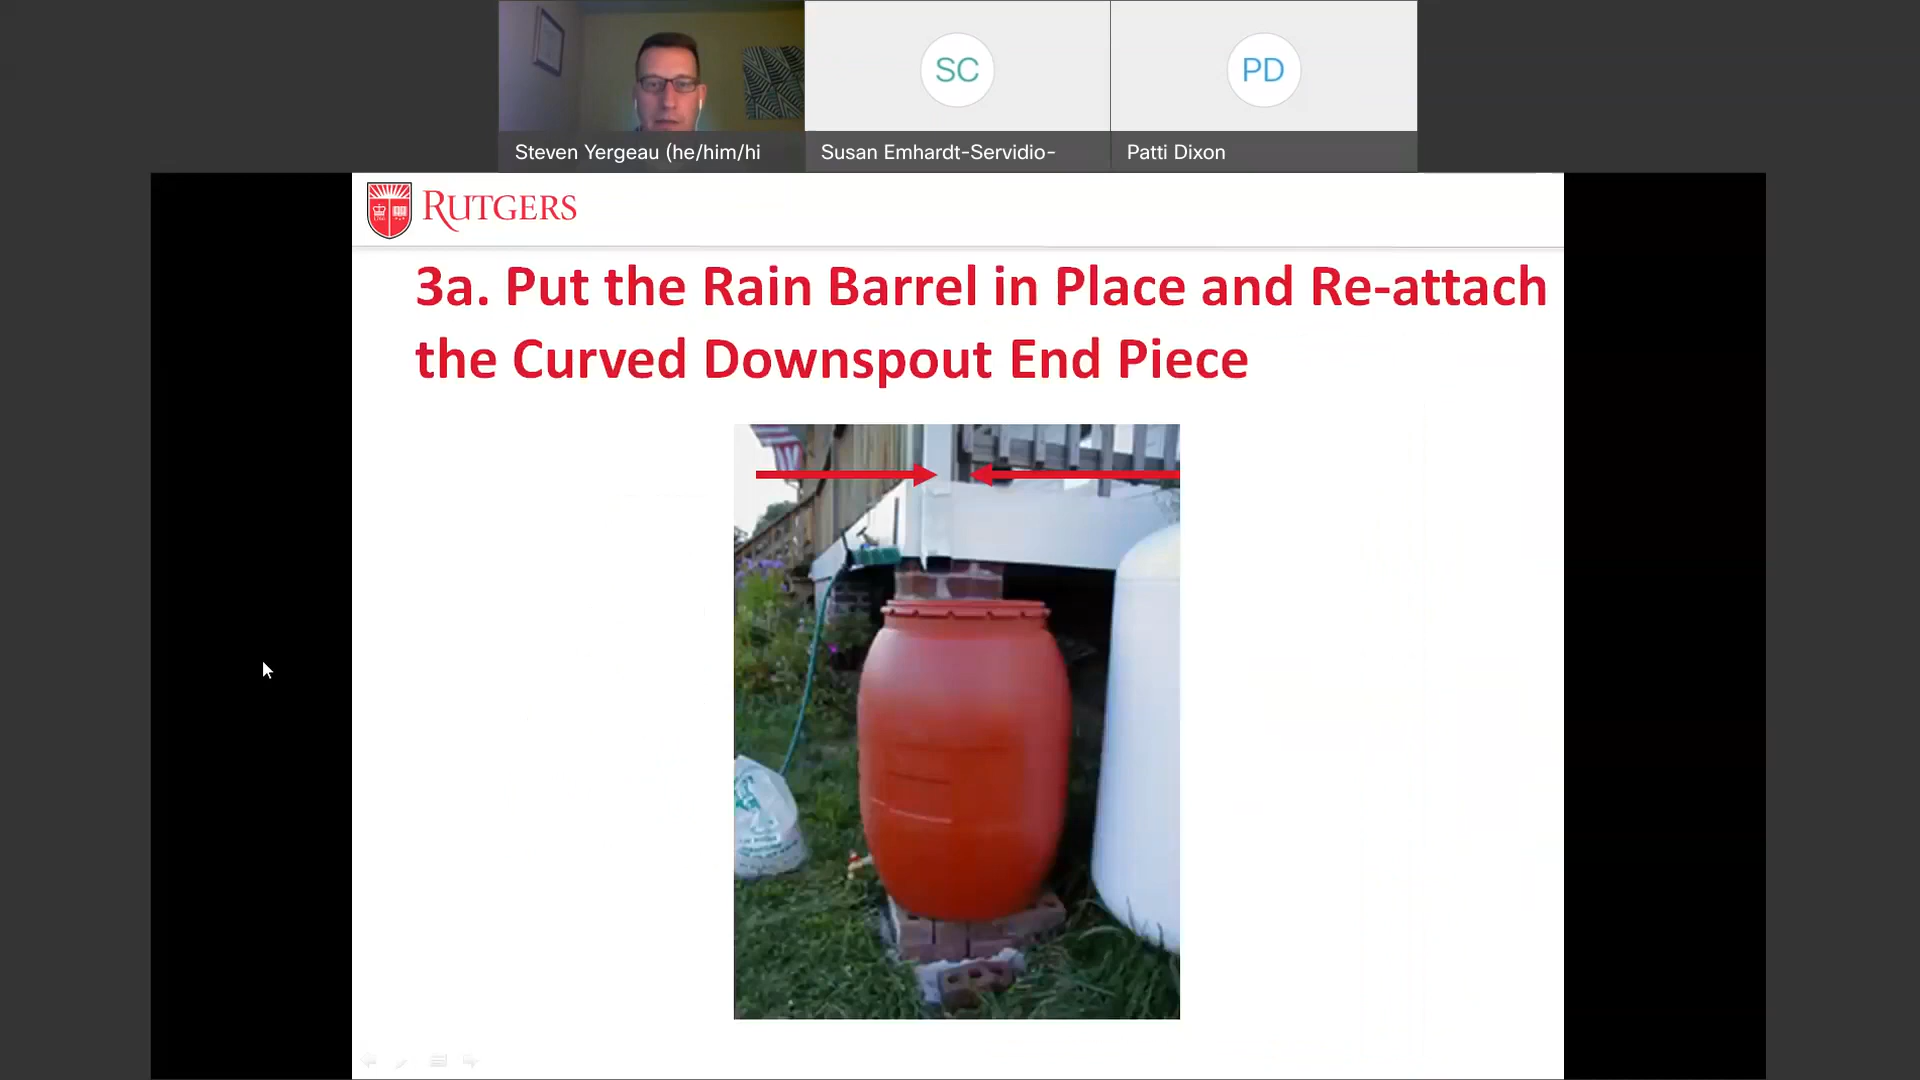 SC
PD
Steven Yergeau (he/him/hi
Susan Emhardt-Servidio-
Patti Dixon
RUTGERS
3a. Put the Rain Barrel in Place and Re-attach
the Curved Downspout End Piece